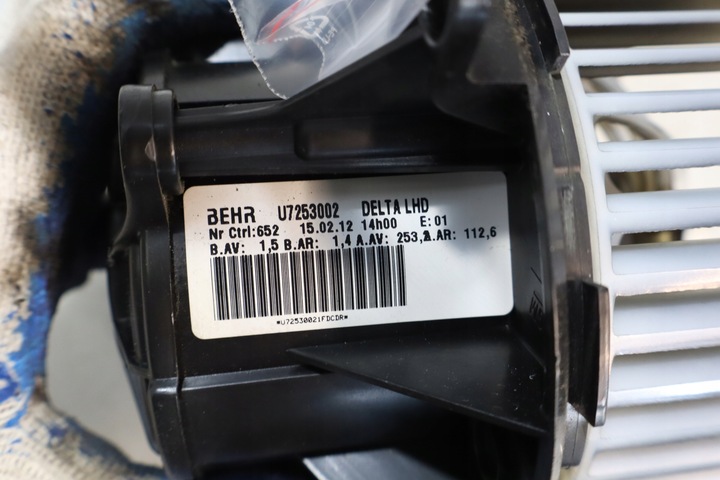 BEHR U7253002 DELTA LHD
Nr Ctrl:652 15.02.12 14h00 E:01
B.AV: 1,5 B.AR: 1,4 A.AV: 253,2A.AR: 112,6
*U72530021FDCDR*